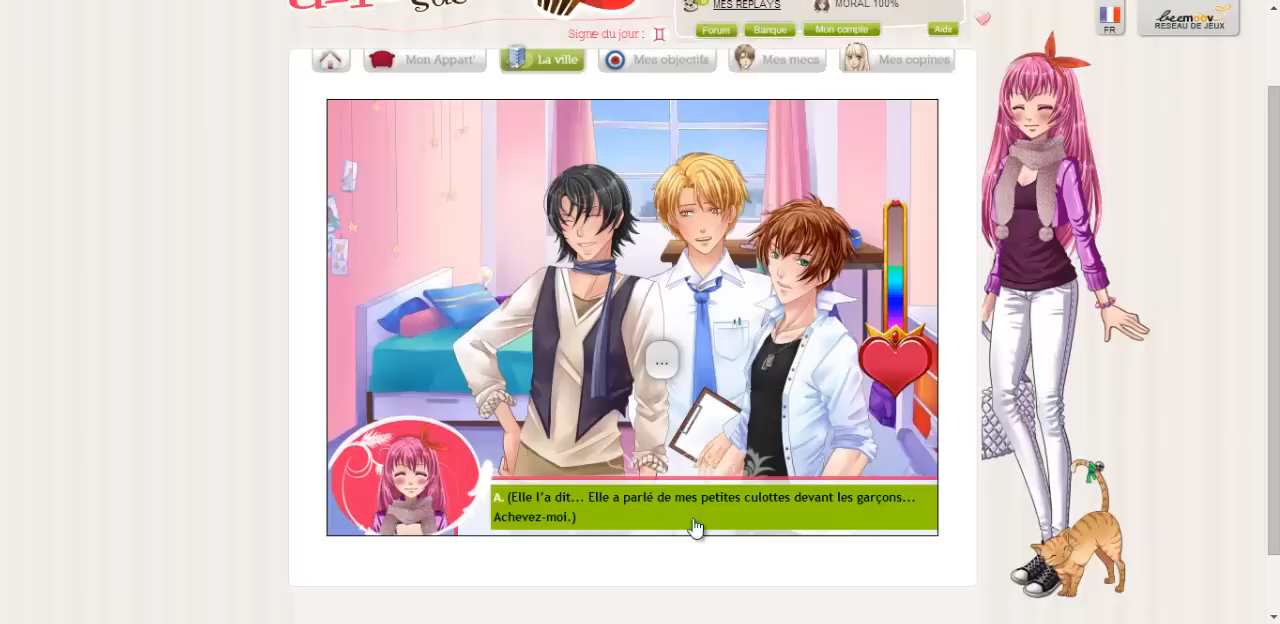 MES REPLAYS
MORAL 100%
Forum
Banque
Mon compte
Aide
Signe du jour :
FR
beemoov
RESEAU DE JEUX
Mon Appart'
La ville
Mes objectifs
Mes mecs
Mes copines
...
A. (Elle l'a dit... Elle a parlé de mes petites culottes devant les garçons...
Achevez-moi.)